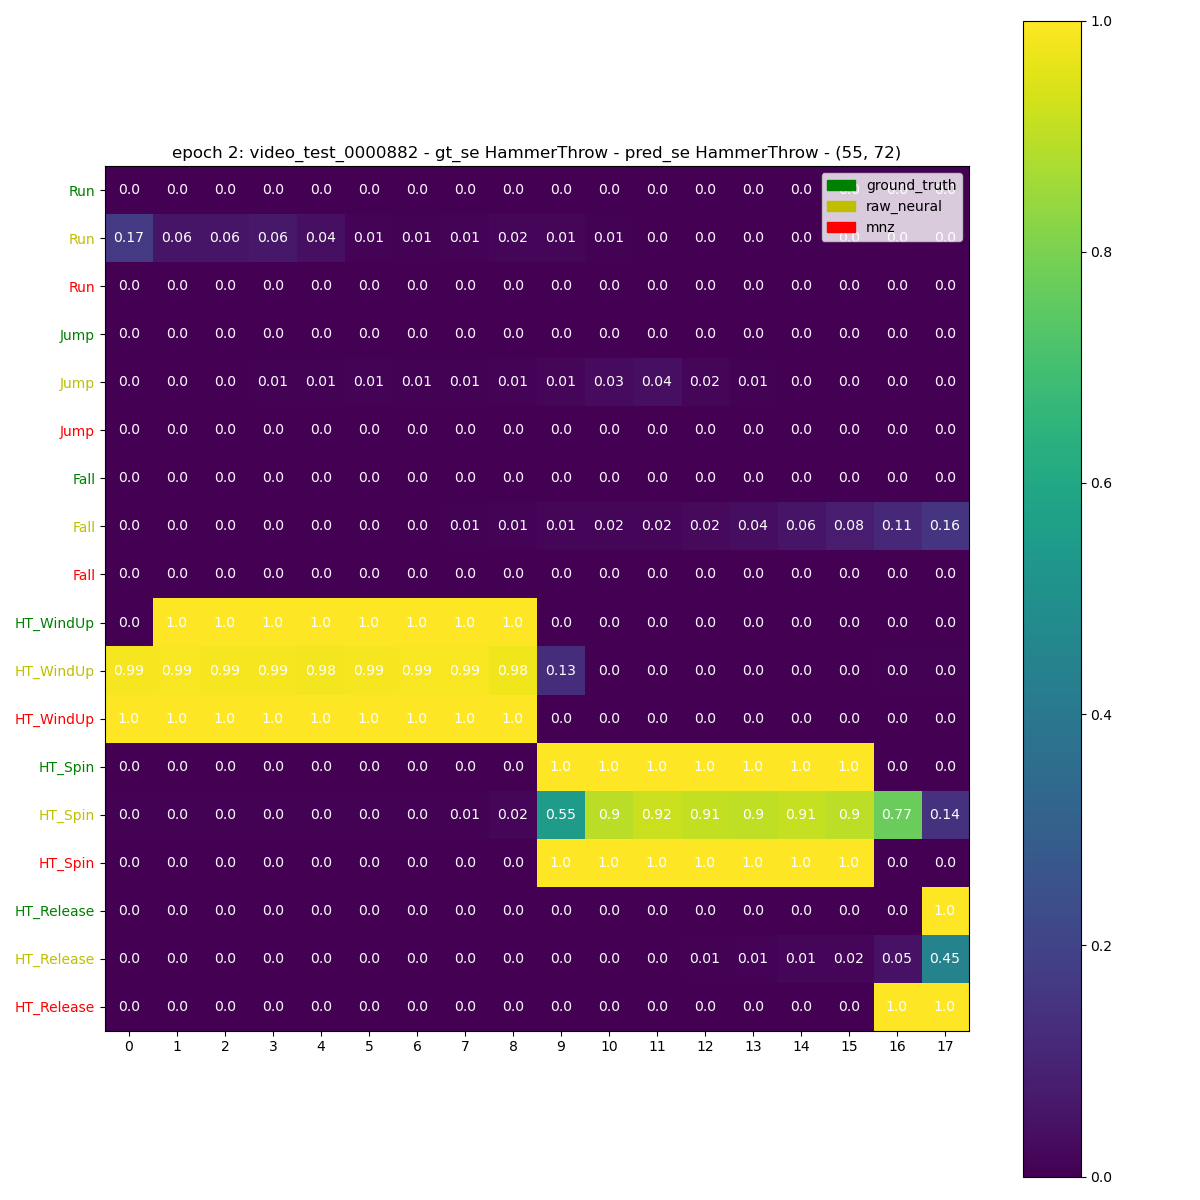 epoch 2: video_test_0000882 - gt_se HammerThrow - pred_se HammerThrow - (55, 72)
Run 0.0 0.0 0.0 0.0 0.0 0.0 0.0 0.0 0.0 0.0 0.0 0.0 0.0 0.0 0.0 0.0 0.0 0.0
Run 0.17 0.06 0.06 0.06 0.04 0.01 0.01 0.01 0.02 0.01 0.01 0.0 0.0 0.0 0.0 0.0 0.0 0.0
ground_truth
raw_neural
mnz
Run 0.0 0.0 0.0 0.0 0.0 0.0 0.0 0.0 0.0 0.0 0.0 0.0 0.0 0.0 0.0 0.0 0.0 0.0
Jump 0.0 0.0 0.0 0.0 0.0 0.0 0.0 0.0 0.0 0.0 0.0 0.0 0.0 0.0 0.0 0.0 0.0 0.0
Jump 0.0 0.0 0.0 0.01 0.01 0.01 0.01 0.01 0.01 0.01 0.03 0.04 0.02 0.01 0.0 0.0 0.0 0.0
Jump 0.0 0.0 0.0 0.0 0.0 0.0 0.0 0.0 0.0 0.0 0.0 0.0 0.0 0.0 0.0 0.0 0.0 0.0
Fall 0.0 0.0 0.0 0.0 0.0 0.0 0.0 0.0 0.0 0.0 0.0 0.0 0.0 0.0 0.0 0.0 0.0 0.0
Fall 0.0 0.0 0.0 0.0 0.0 0.0 0.0 0.01 0.01 0.01 0.02 0.02 0.02 0.04 0.06 0.08 0.11 0.16
Fall 0.0 0.0 0.0 0.0 0.0 0.0 0.0 0.0 0.0 0.0 0.0 0.0 0.0 0.0 0.0 0.0 0.0 0.0
HT_WindUp 0.0 1.0 1.0 1.0 1.0 1.0 1.0 1.0 1.0 0.0 0.0 0.0 0.0 0.0 0.0 0.0 0.0 0.0
HT_WindUp 0.99 0.99 0.99 0.99 0.98 0.99 0.99 0.99 0.98 0.13 0.0 0.0 0.0 0.0 0.0 0.0 0.0 0.0
HT_WindUp 1.0 1.0 1.0 1.0 1.0 1.0 1.0 1.0 1.0 0.0 0.0 0.0 0.0 0.0 0.0 0.0 0.0 0.0
HT_Spin 0.0 0.0 0.0 0.0 0.0 0.0 0.0 0.0 0.0 1.0 1.0 1.0 1.0 1.0 1.0 1.0 0.0 0.0
HT_Spin 0.0 0.0 0.0 0.0 0.0 0.0 0.0 0.01 0.02 0.55 0.9 0.92 0.91 0.9 0.91 0.9 0.77 0.14
HT_Spin 0.0 0.0 0.0 0.0 0.0 0.0 0.0 0.0 0.0 1.0 1.0 1.0 1.0 1.0 1.0 1.0 0.0 0.0
HT_Release 0.0 0.0 0.0 0.0 0.0 0.0 0.0 0.0 0.0 0.0 0.0 0.0 0.0 0.0 0.0 0.0 0.0 1.0
HT_Release 0.0 0.0 0.0 0.0 0.0 0.0 0.0 0.0 0.0 0.0 0.0 0.0 0.01 0.01 0.01 0.02 0.05 0.45
HT_Release 0.0 0.0 0.0 0.0 0.0 0.0 0.0 0.0 0.0 0.0 0.0 0.0 0.0 0.0 0.0 0.0 1.0 1.0
0 1 2 3 4 5 6 7 8 9 10 11 12 13 14 15 16 17
1.0
0.8
0.6
0.4
0.2
0.0